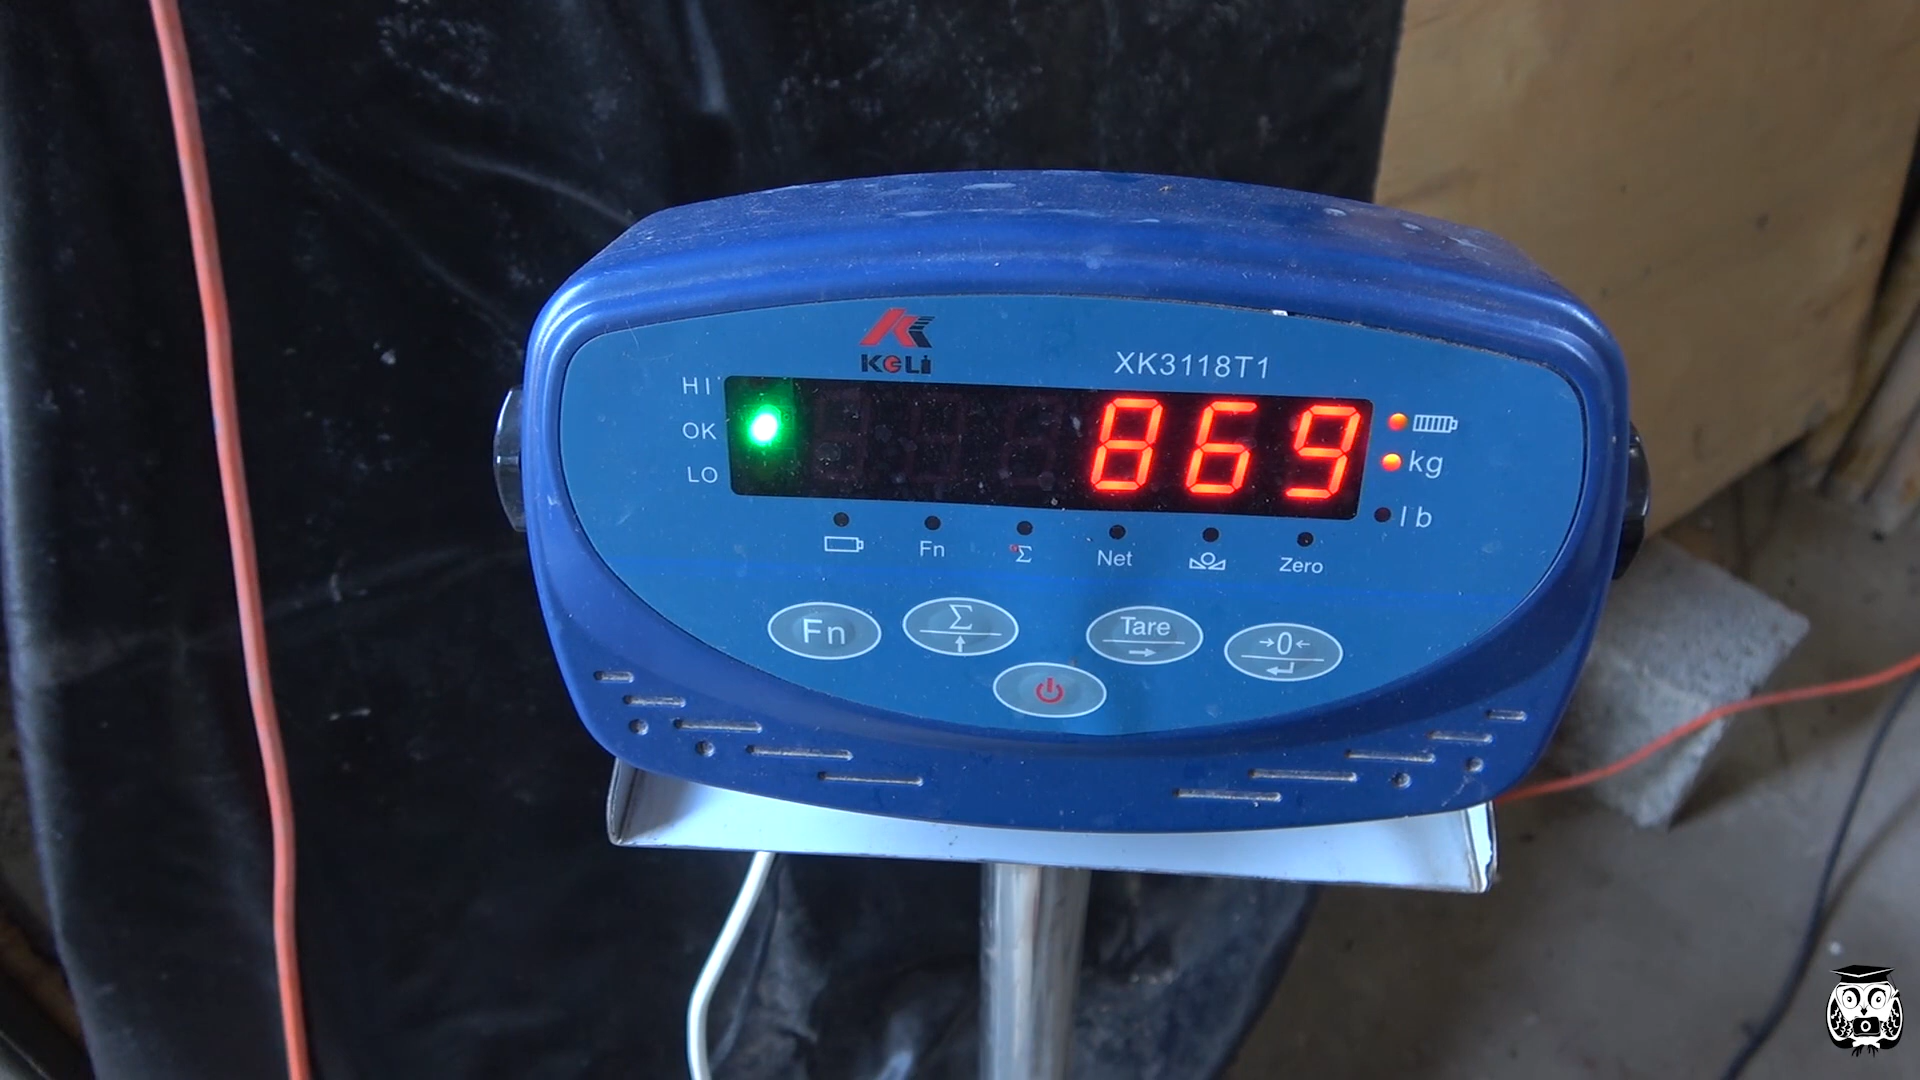 KELi
XK3118T1
HI
OK
LO
869
kg
lb
Fn
Σ
Net
Zero
Fn
Σ
Tare
→0←